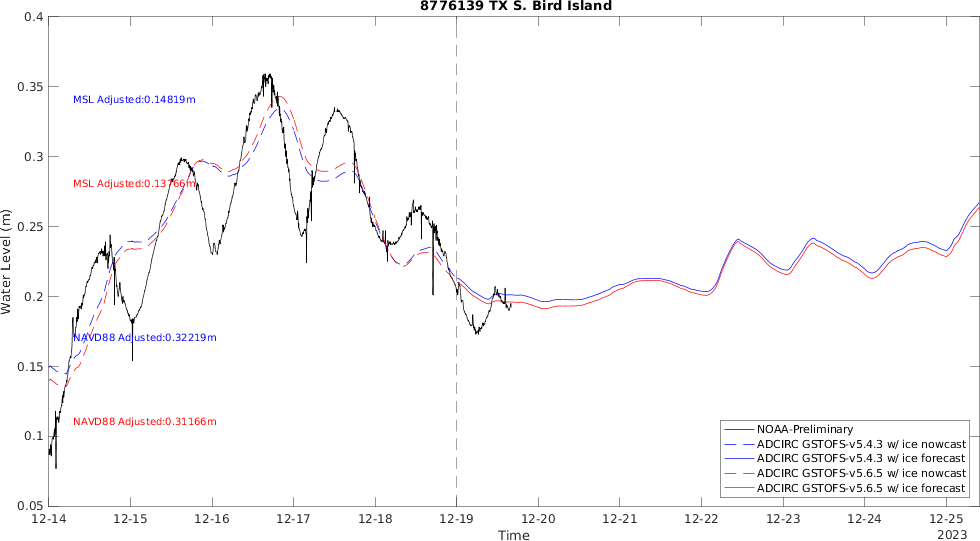 8776139 TX S. Bird Island
0.4
0.35
0.3
0.25
0.2
0.15
0.1
0.05
Water Level (m)
MSL Adjusted:0.14819m
MSL Adjusted:0.13766m
NAVD88 Adjusted:0.32219m
NAVD88 Adjusted:0.31166m
NOAA-Preliminary
ADCIRC GSTOFS-v5.4.3 w/ ice nowcast
ADCIRC GSTOFS-v5.4.3 w/ ice forecast
ADCIRC GSTOFS-v5.6.5 w/ ice nowcast
ADCIRC GSTOFS-v5.6.5 w/ ice forecast
12-14 12-15 12-16 12-17 12-18 12-19 12-20 12-21 12-22 12-23 12-24 12-25
Time
2023